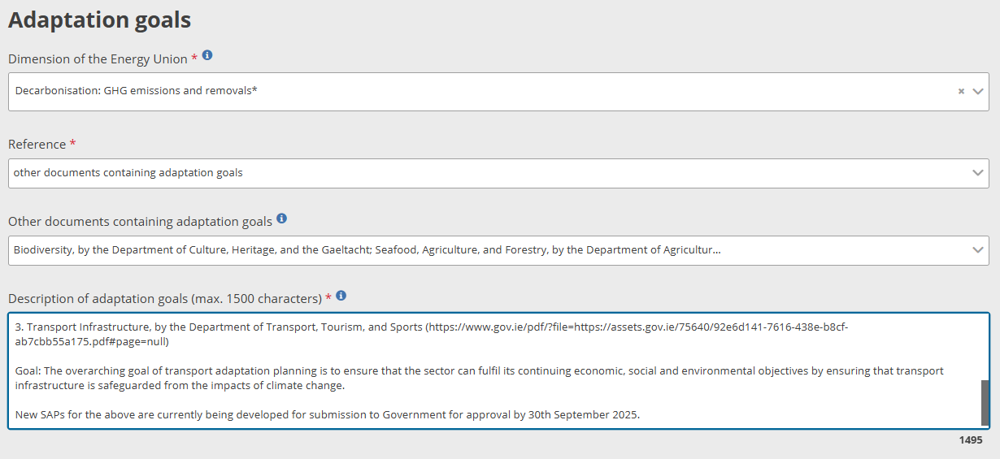 Adaptation goals
Dimension of the Energy Union *
Decarbonisation: GHG emissions and removals*
Reference *
other documents containing adaptation goals
Other documents containing adaptation goals
Biodiversity, by the Department of Culture, Heritage, and the Gaeltacht; Seafood, Agriculture, and Forestry, by the Department of Agricultur...
Description of adaptation goals (max. 1500 characters) *
3. Transport Infrastructure, by the Department of Transport, Tourism, and Sports (https://www.gov.ie/pdf/?file=https://assets.gov.ie/75640/92e6d141-7616-438e-b8cf-
ab7cbb55a175.pdf#page=null)
Goal: The overarching goal of transport adaptation planning is to ensure that the sector can fulfil its continuing economic, social and environmental objectives by ensuring that transport
infrastructure is safeguarded from the impacts of climate change.
New SAPs for the above are currently being developed for submission to Government for approval by 30th September 2025.
1495